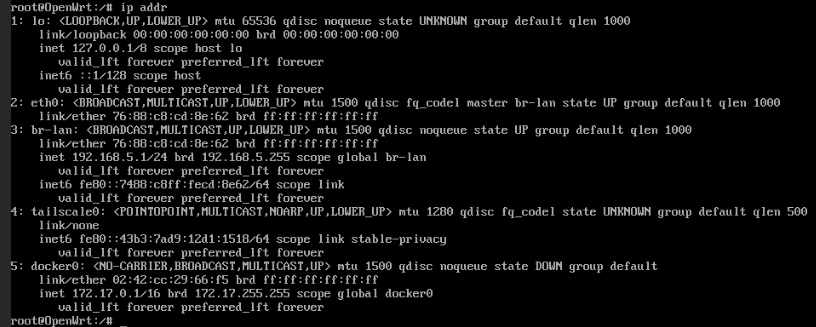 root@OpenWrt:/# ip addr
1: lo: <LOOPBACK,UP,LOWER_UP> mtu 65536 qdisc noqueue state UNKNOWN group default qlen 1000
    link/loopback 00:00:00:00:00:00 brd 00:00:00:00:00:00
    inet 127.0.0.1/8 scope host lo
       valid_lft forever preferred_lft forever
    inet6 ::1/128 scope host
       valid_lft forever preferred_lft forever
2: eth0: <BROADCAST,MULTICAST,UP,LOWER_UP> mtu 1500 qdisc fq_codel master br-lan state UP group default qlen 1000
    link/ether 76:88:c8:cd:8e:62 brd ff:ff:ff:ff:ff:ff
3: br-lan: <BROADCAST,MULTICAST,UP,LOWER_UP> mtu 1500 qdisc noqueue state UP group default qlen 1000
    link/ether 76:88:c8:cd:8e:62 brd ff:ff:ff:ff:ff:ff
    inet 192.168.5.1/24 brd 192.168.5.255 scope global br-lan
       valid_lft forever preferred_lft forever
    inet6 fe80::7488:c8ff:fecd:8e62/64 scope link
       valid_lft forever preferred_lft forever
4: tailscale0: <POINTOPOINT,MULTICAST,NOARP,UP,LOWER_UP> mtu 1280 qdisc fq_codel state UNKNOWN group default qlen 500
    link/none
    inet6 fe80::43b3:7ad9:12d1:1518/64 scope link stable-privacy
       valid_lft forever preferred_lft forever
5: docker0: <NO-CARRIER,BROADCAST,MULTICAST,UP> mtu 1500 qdisc noqueue state DOWN group default
    link/ether 02:42:cc:29:66:f5 brd ff:ff:ff:ff:ff:ff
    inet 172.17.0.1/16 brd 172.17.255.255 scope global docker0
       valid_lft forever preferred_lft forever
root@OpenWrt:/#